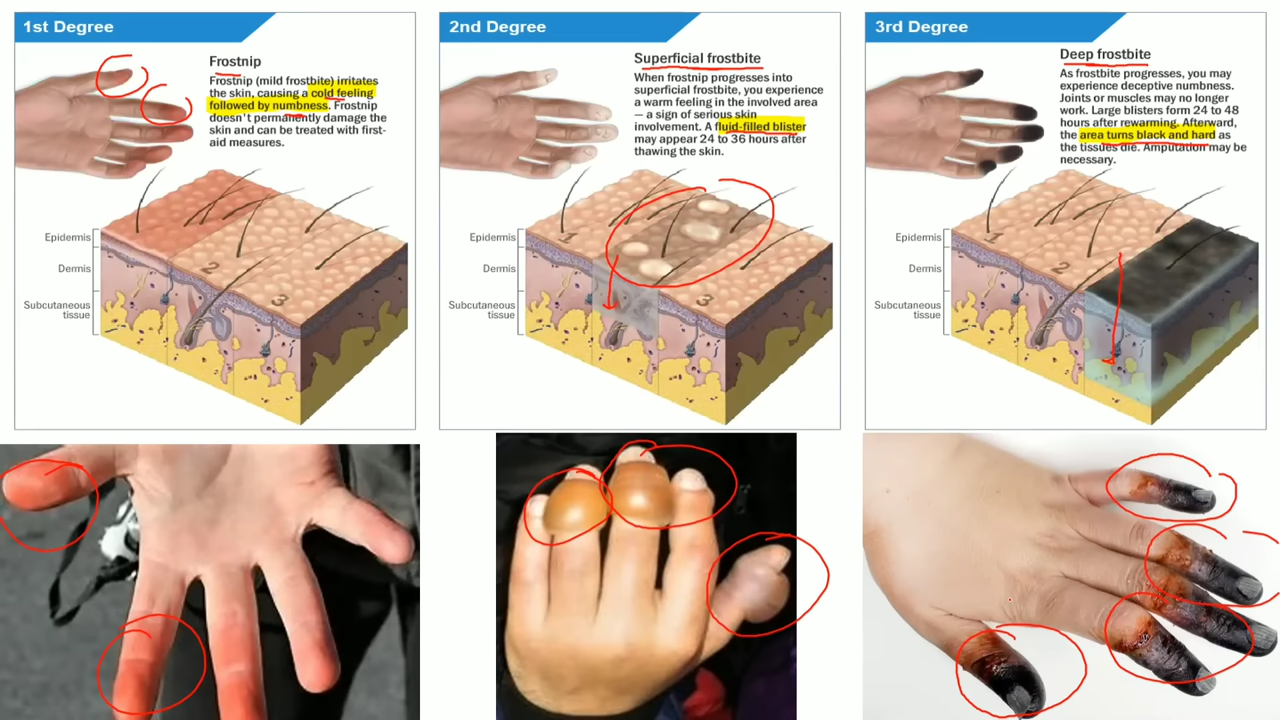 1st Degree
Frostnip
Frostnip (mild frostbite) irritates
the skin, causing a cold feeling
followed by numbness. Frostnip
doesn't permanently damage the
skin and can be treated with first-
aid measures.
Epidermis
Dermis
Subcutaneous
tissue
2
3
2nd Degree
Superficial frostbite
When frostnip progresses into
superficial frostbite, you experience
a warm feeling in the involved area
— a sign of serious skin
involvement. A fluid-filled blister
may appear 24 to 36 hours after
thawing the skin.
Epidermis
Dermis
Subcutaneous
tissue
1
3
3rd Degree
Deep frostbite
As frostbite progresses, you may
experience deceptive numbness.
Joints or muscles may no longer
work. Large blisters form 24 to 48
hours after rewarming. Afterward,
the area turns black and hard as
the tissues die. Amputation may be
necessary.
Epidermis
Dermis
Subcutaneous
tissue
1
2